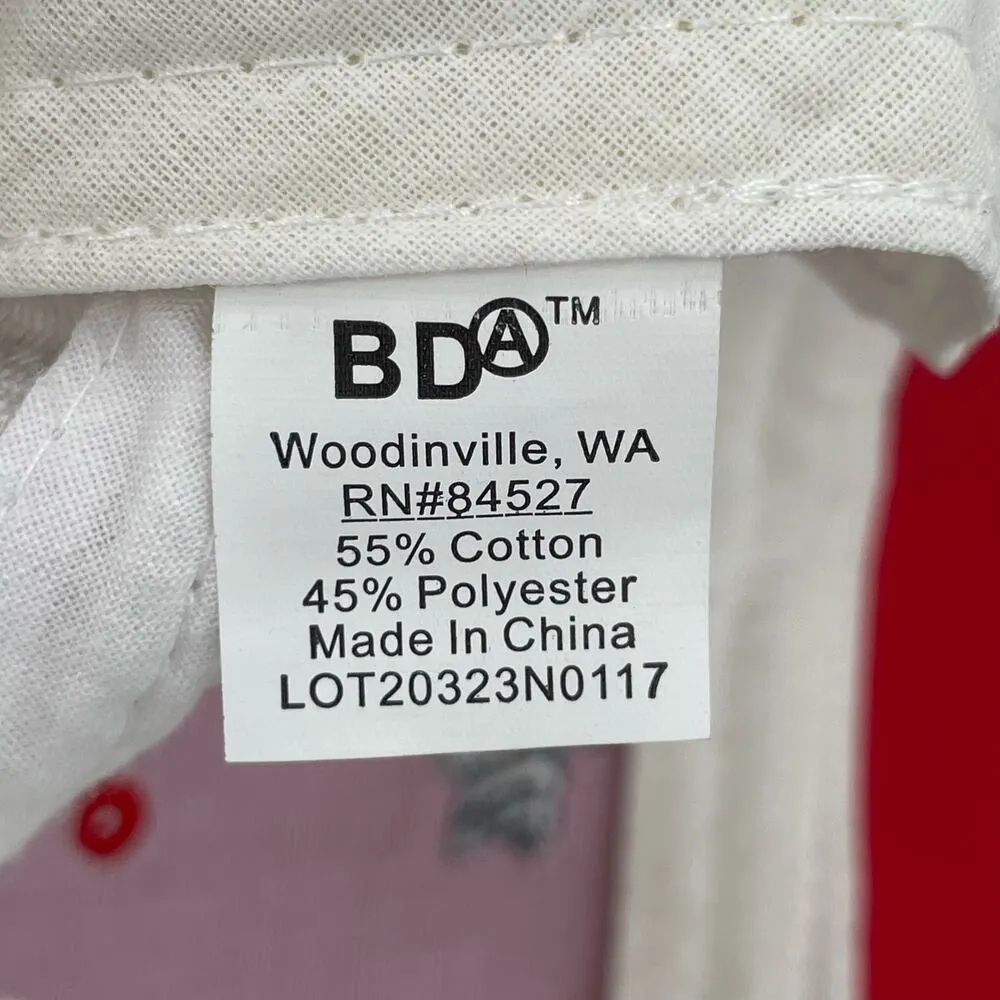 BDA™
Woodinville, WA
RN#84527
55% Cotton
45% Polyester
Made In China
LOT20323N0117